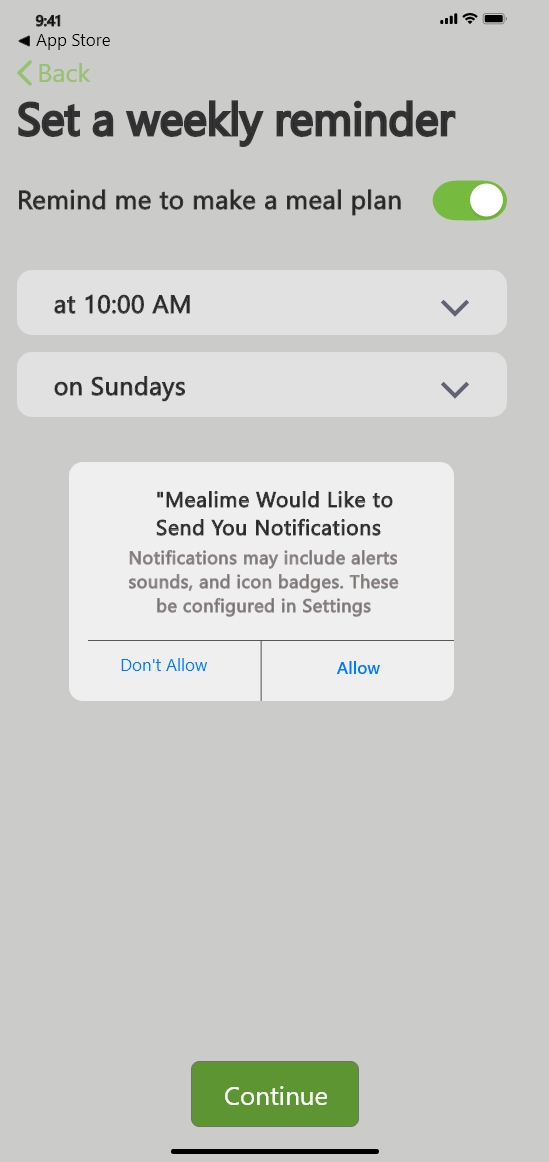 9:41
◀ App Store
Back
Set a weekly reminder
Remind me to make a meal plan
at 10:00 AM
on Sundays
"Mealime Would Like to
Send You Notifications
Notifications may include alerts
sounds, and icon badges. These
be configured in Settings
Don't Allow
Allow
Continue